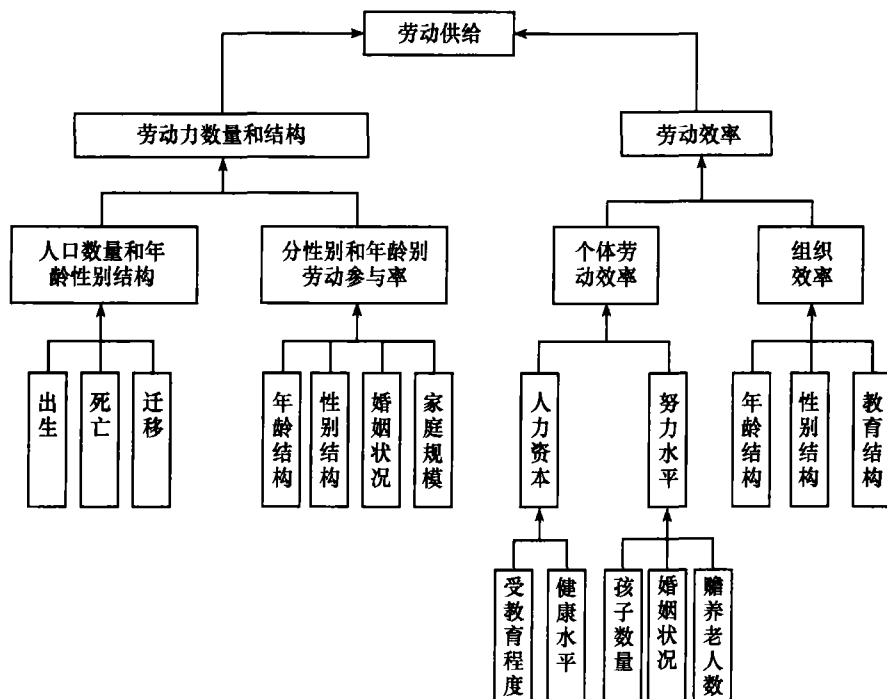 劳动供给
劳动力数量和结构
劳动效率
人口数量和年
龄性别结构
分性别和年龄别
劳动参与率
个体劳
动效率
组织
效率
出生
死亡
迁移
年龄结构
性别结构
婚姻状况
家庭规模
人力资本
努力水平
年龄结构
性别结构
教育结构
受教育程度
健康水平
孩子数量
婚姻状况
赡养老人数